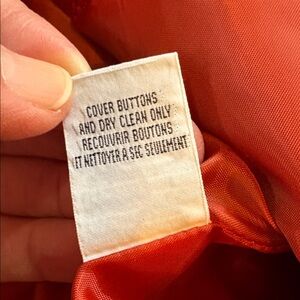 COVER BUTTONS
AND DRY CLEAN ONLY
RECOUVRIR BOUTONS
ET NETTOYER A SEC SEULEMENT